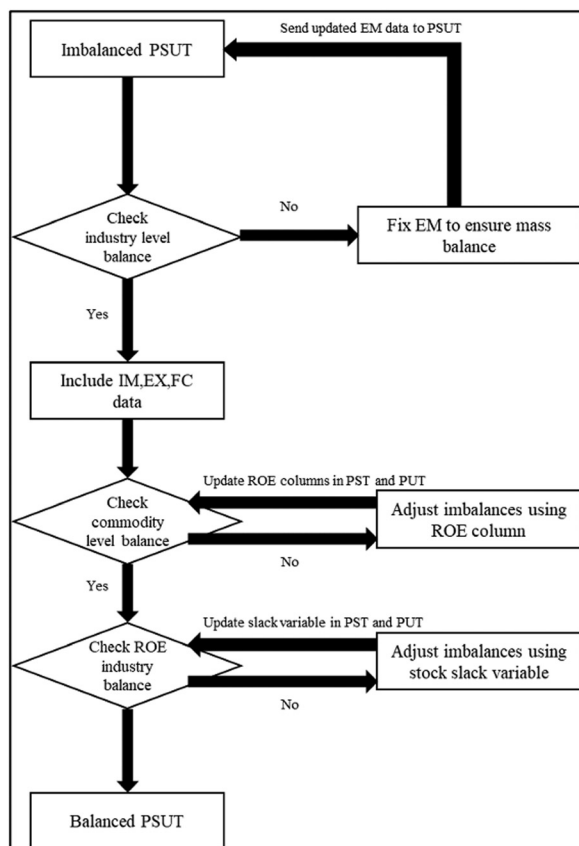 Send updated EM data to PSUT
Imbalanced PSUT
Check
industry level
balance
No
Fix EM to ensure mass
balance
Yes
Include IM,EX,FC
data
Update ROE columns in PST and PUT
Check
commodity
level balance
Adjust imbalances using
ROE column
No
Yes
Update slack variable in PST and PUT
Check ROE
industry
balance
Adjust imbalances using
stock slack variable
No
Balanced PSUT